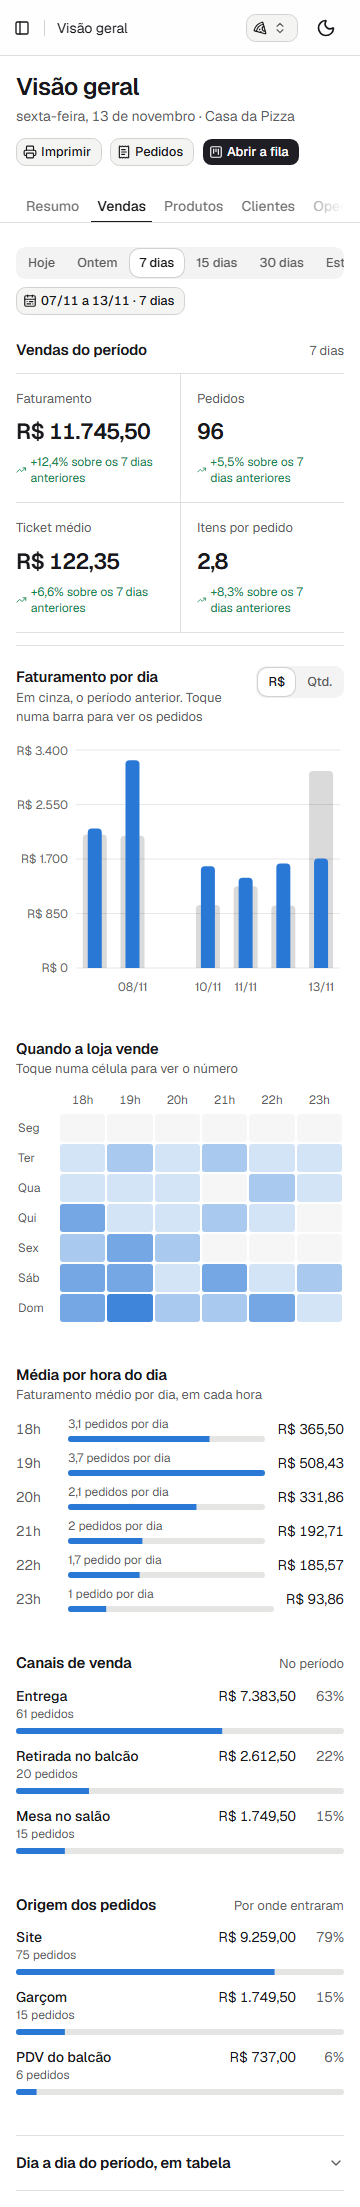 Visão geral
Visão geral
sexta-feira, 13 de novembro · Casa da Pizza
Imprimir Pedidos Abrir a fila
Resumo Vendas Produtos Clientes Ope
Hoje Ontem 7 dias 15 dias 30 dias Est
07/11 a 13/11 · 7 dias
Vendas do período 7 dias
Faturamento Pedidos
R$ 11.745,50 96
+12,4% sobre os 7 dias anteriores +5,5% sobre os 7 dias anteriores
Ticket médio Itens por pedido
R$ 122,35 2,8
+6,6% sobre os 7 dias anteriores +8,3% sobre os 7 dias anteriores
Faturamento por dia R$ Qtd.
Em cinza, o período anterior. Toque
numa barra para ver os pedidos
R$ 3.400
R$ 2.550
R$ 1.700
R$ 850
R$ 0
08/11 10/11 11/11 13/11
Quando a loja vende
Toque numa célula para ver o número
18h 19h 20h 21h 22h 23h
Seg
Ter
Qua
Qui
Sex
Sáb
Dom
Média por hora do dia
Faturamento médio por dia, em cada hora
18h 3,1 pedidos por dia R$ 365,50
19h 3,7 pedidos por dia R$ 508,43
20h 2,1 pedidos por dia R$ 331,86
21h 2 pedidos por dia R$ 192,71
22h 1,7 pedido por dia R$ 185,57
23h 1 pedido por dia R$ 93,86
Canais de venda No período
Entrega R$ 7.383,50 63%
61 pedidos
Retirada no balcão R$ 2.612,50 22%
20 pedidos
Mesa no salão R$ 1.749,50 15%
15 pedidos
Origem dos pedidos Por onde entraram
Site R$ 9.259,00 79%
75 pedidos
Garçom R$ 1.749,50 15%
15 pedidos
PDV do balcão R$ 737,00 6%
6 pedidos
Dia a dia do período, em tabela